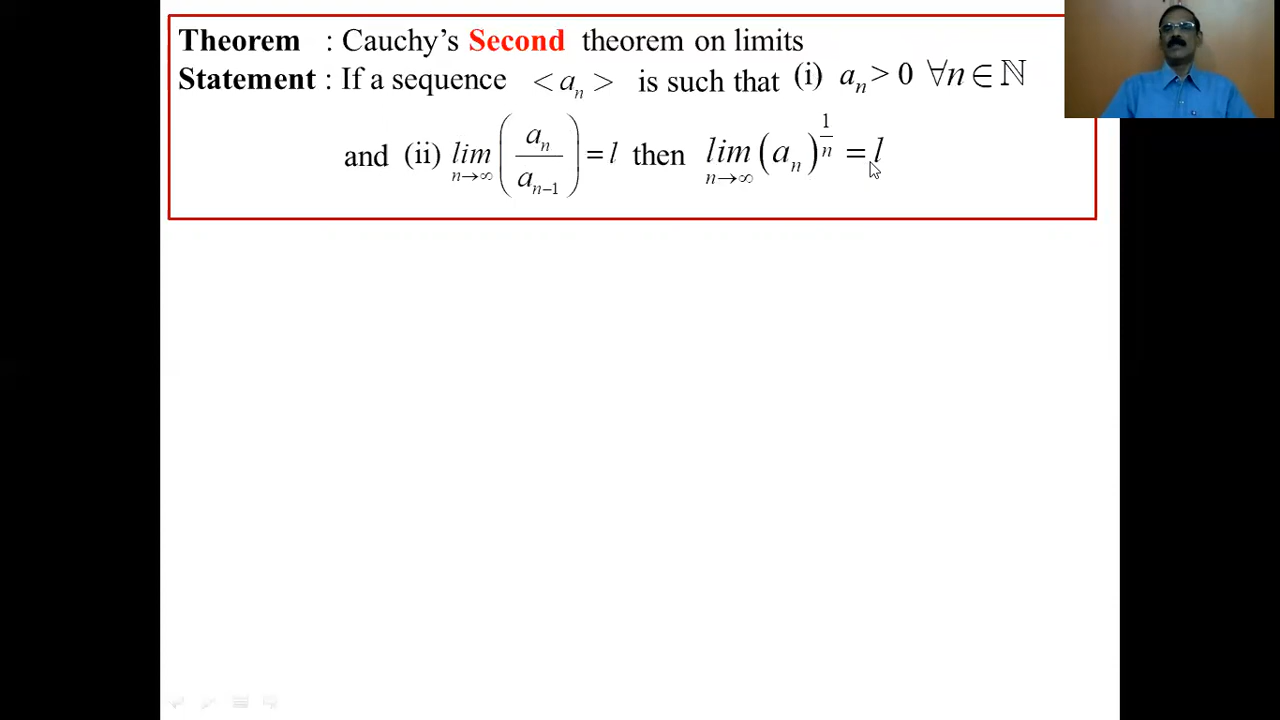 Theorem : Cauchy's Second theorem on limits
Statement : If a sequence < aₙ > is such that (i) aₙ > 0 ∀n ∈ ℕ
and (ii) lim_{n→∞} (aₙ / aₙ₋₁) = l then lim_{n→∞} (aₙ)^{1/n} = l